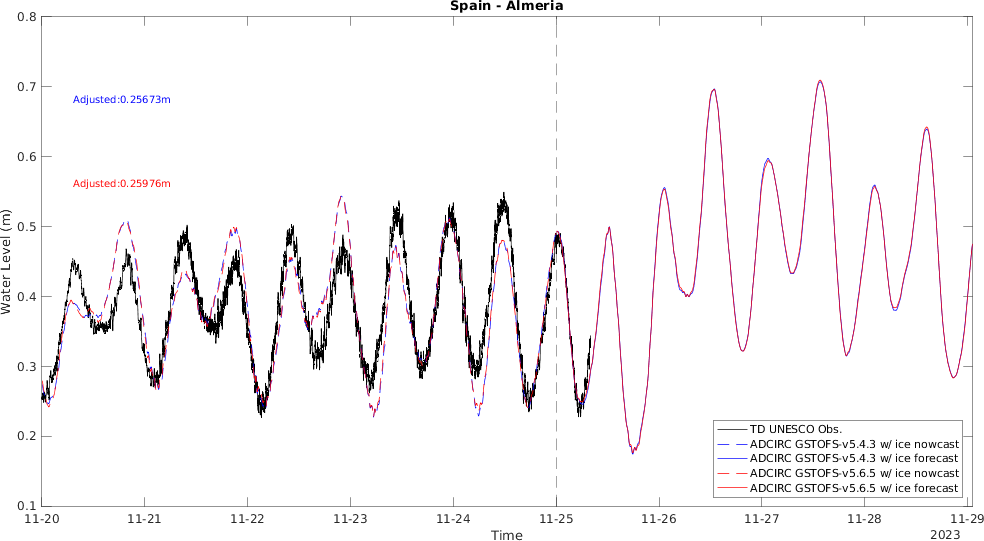 Spain - Almeria
0.8
0.7
0.6
0.5
0.4
0.3
0.2
0.1
Water Level (m)
Adjusted:0.25673m
Adjusted:0.25976m
TD UNESCO Obs.
ADCIRC GSTOFS-v5.4.3 w/ ice nowcast
ADCIRC GSTOFS-v5.4.3 w/ ice forecast
ADCIRC GSTOFS-v5.6.5 w/ ice nowcast
ADCIRC GSTOFS-v5.6.5 w/ ice forecast
11-20 11-21 11-22 11-23 11-24 11-25 11-26 11-27 11-28 11-29
Time
2023